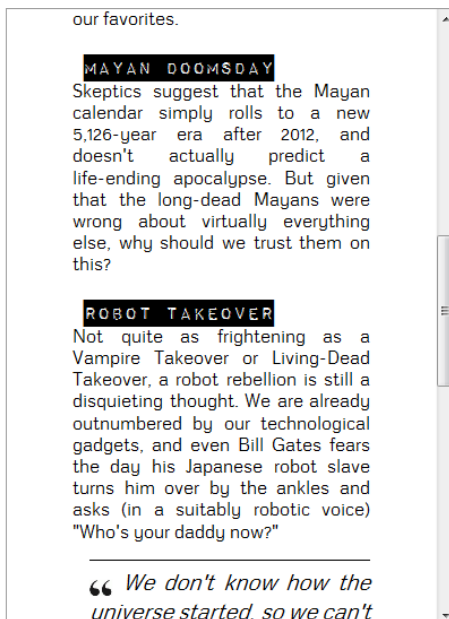 our favorites.
MAYAN DOOMSDAY
Skeptics suggest that the Mayan
calendar simply rolls to a new
5,126-year era after 2012, and
doesn't actually predict a
life-ending apocalypse. But given
that the long-dead Mayans were
wrong about virtually everything
else, why should we trust them on
this?
ROBOT TAKEOVER
Not quite as frightening as a
Vampire Takeover or Living-Dead
Takeover, a robot rebellion is still a
disquieting thought. We are already
outnumbered by our technological
gadgets, and even Bill Gates fears
the day his Japanese robot slave
turns him over by the ankles and
asks (in a suitably robotic voice)
"Who's your daddy now?"
“ We don't know how the
universe started, so we can't